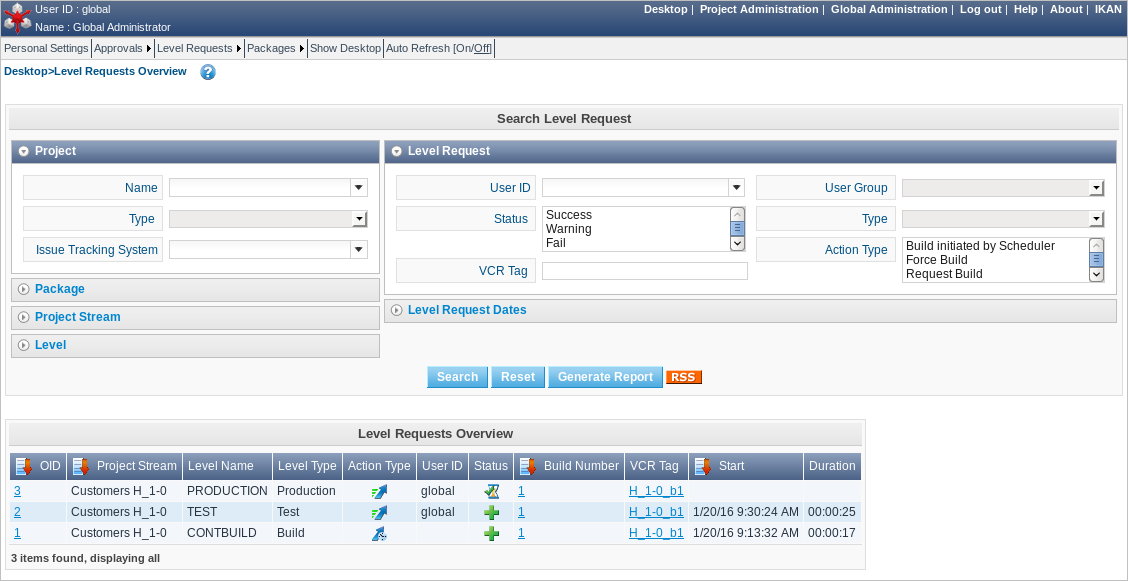 User ID : global
Desktop | Project Administration | Global Administration | Log out | Help | About | IKAN
Name : Global Administrator
Personal Settings Approvals Level Requests Packages Show Desktop Auto Refresh [On/Off]
Desktop>Level Requests Overview ?
Search Level Request
Project
Name
Type
Issue Tracking System
Package
Project Stream
Level
Level Request
User ID
User Group
Status
Success
Warning
Fail
Type
VCR Tag
Action Type
Build initiated by Scheduler
Force Build
Request Build
Level Request Dates
Search Reset Generate Report RSS
Level Requests Overview
OID Project Stream Level Name Level Type Action Type User ID Status Build Number VCR Tag Start Duration
3 Customers H_1-0 PRODUCTION Production global 1 H_1-0_b1
2 Customers H_1-0 TEST Test global 1 H_1-0_b1 1/20/16 9:30:24 AM 00:00:25
1 Customers H_1-0 CONTBUILD Build 1 H_1-0_b1 1/20/16 9:13:32 AM 00:00:17
3 items found, displaying all